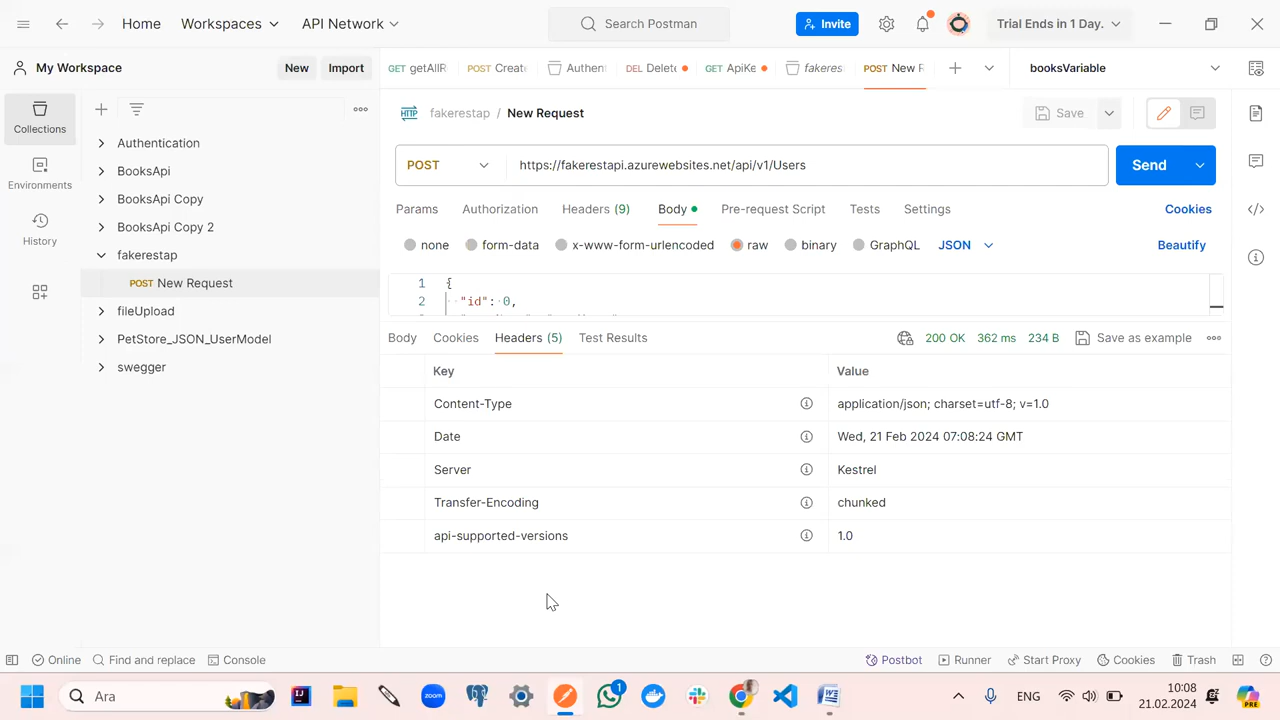 Home Workspaces API Network Search Postman Invite Trial Ends in 1 Day.
My Workspace New Import
GET getAllR POST Create Authent DEL Delete GET ApiKe fakeres POST New R booksVariable
Collections
Environments
History
Authentication
BooksApi
BooksApi Copy
BooksApi Copy 2
fakerestap
POST New Request
fileUpload
PetStore_JSON_UserModel
swegger
HTTP fakerestap / New Request Save
POST https://fakerestapi.azurewebsites.net/api/v1/Users Send
Params Authorization Headers (9) Body Pre-request Script Tests Settings Cookies
none form-data x-www-form-urlencoded raw binary GraphQL JSON Beautify
1 {
2 "id": 0,
Body Cookies Headers (5) Test Results 200 OK 362 ms 234 B Save as example
Key Value
Content-Type application/json; charset=utf-8; v=1.0
Date Wed, 21 Feb 2024 07:08:24 GMT
Server Kestrel
Transfer-Encoding chunked
api-supported-versions 1.0
Online Find and replace Console Postbot Runner Start Proxy Cookies Trash
Ara zoom 1 ENG 10:08
21.02.2024
PRE